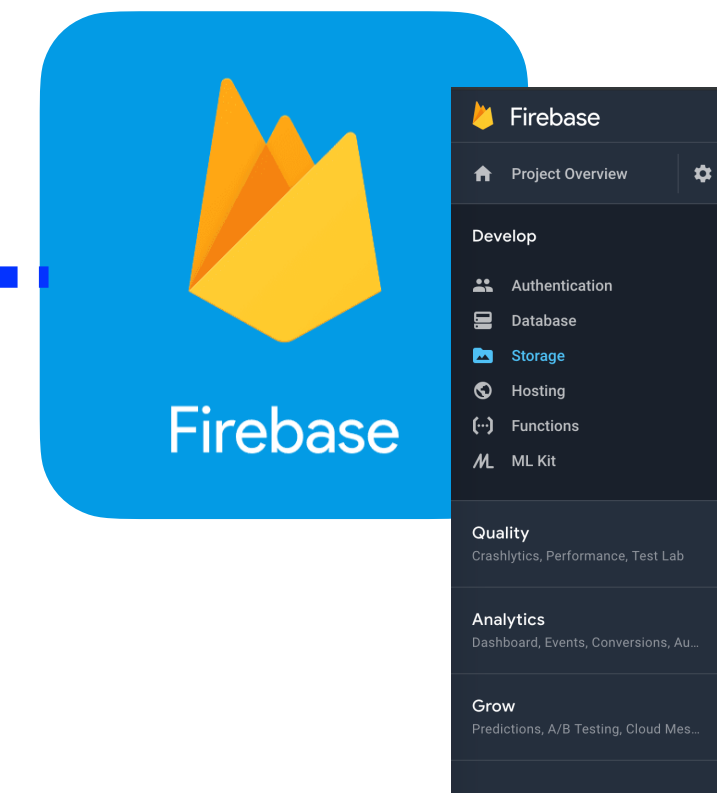 Firebase
Firebase
Project Overview
Develop
Authentication
Database
Storage
Hosting
Functions
ML Kit
Quality
Crashlytics, Performance, Test Lab
Analytics
Dashboard, Events, Conversions, Au...
Grow
Predictions, A/B Testing, Cloud Mes...